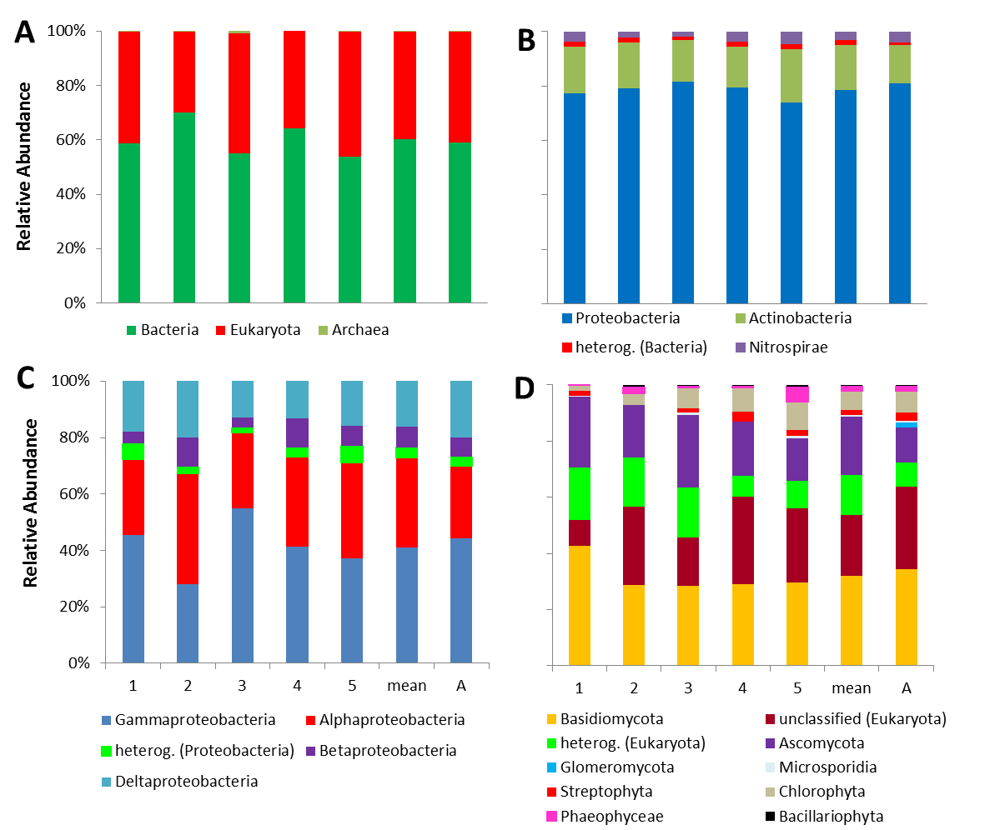 A
100%
80%
60%
40%
20%
0%
Relative Abundance
Bacteria Eukaryota Archaea
B
Proteobacteria Actinobacteria
heterog. (Bacteria) Nitrospirae
C
100%
80%
60%
40%
20%
0%
Relative Abundance
1 2 3 4 5 mean A
Gammaproteobacteria Alphaproteobacteria
heterog. (Proteobacteria) Betaproteobacteria
Deltaproteobacteria
D
1 2 3 4 5 mean A
Basidiomycota unclassified (Eukaryota)
heterog. (Eukaryota) Ascomycota
Glomeromycota Microsporidia
Streptophyta Chlorophyta
Phaeophyceae Bacillariophyta